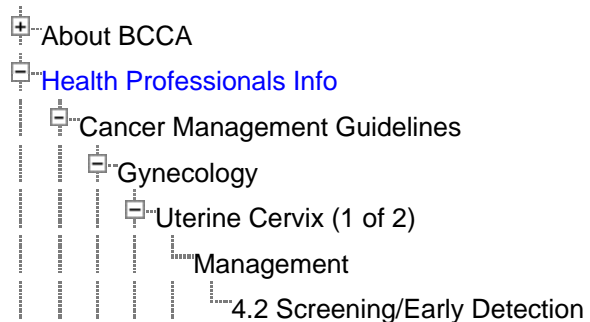 About BCCA
Health Professionals Info
Cancer Management Guidelines
Gynecology
Uterine Cervix (1 of 2)
Management
4.2 Screening/Early Detection